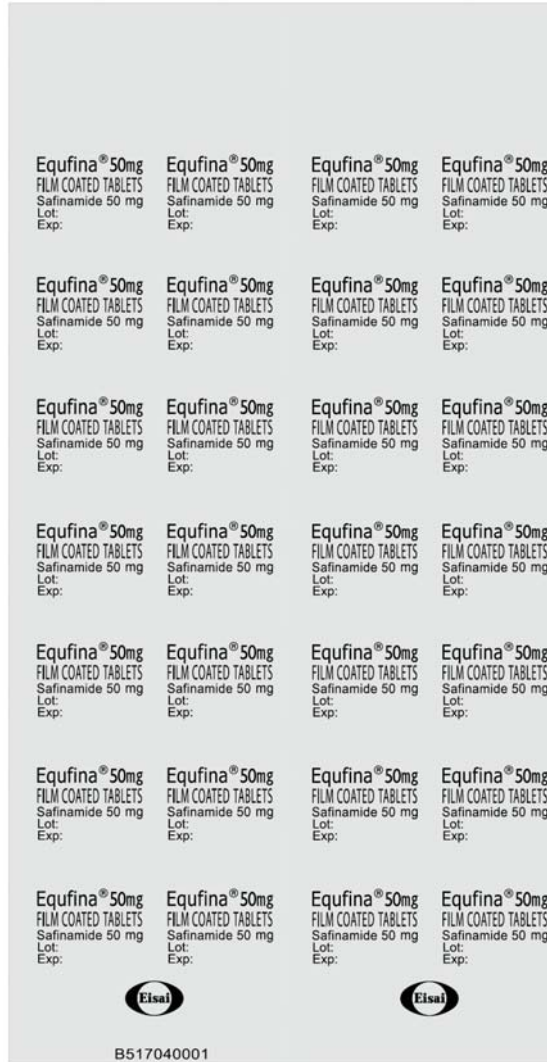 Equfina® 50mg Equfina® 50mg Equfina® 50mg Equfina® 50mg
FILM COATED TABLETS FILM COATED TABLETS FILM COATED TABLETS FILM COATED TABLETS
Safinamide 50 mg Safinamide 50 mg Safinamide 50 mg Safinamide 50 mg
Lot: Lot: Lot: Lot:
Exp: Exp: Exp: Exp:
Equfina® 50mg Equfina® 50mg Equfina® 50mg Equfina® 50mg
FILM COATED TABLETS FILM COATED TABLETS FILM COATED TABLETS FILM COATED TABLETS
Safinamide 50 mg Safinamide 50 mg Safinamide 50 mg Safinamide 50 mg
Lot: Lot: Lot: Lot:
Exp: Exp: Exp: Exp:
Equfina® 50mg Equfina® 50mg Equfina® 50mg Equfina® 50mg
FILM COATED TABLETS FILM COATED TABLETS FILM COATED TABLETS FILM COATED TABLETS
Safinamide 50 mg Safinamide 50 mg Safinamide 50 mg Safinamide 50 mg
Lot: Lot: Lot: Lot:
Exp: Exp: Exp: Exp:
Equfina® 50mg Equfina® 50mg Equfina® 50mg Equfina® 50mg
FILM COATED TABLETS FILM COATED TABLETS FILM COATED TABLETS FILM COATED TABLETS
Safinamide 50 mg Safinamide 50 mg Safinamide 50 mg Safinamide 50 mg
Lot: Lot: Lot: Lot:
Exp: Exp: Exp: Exp:
Equfina® 50mg Equfina® 50mg Equfina® 50mg Equfina® 50mg
FILM COATED TABLETS FILM COATED TABLETS FILM COATED TABLETS FILM COATED TABLETS
Safinamide 50 mg Safinamide 50 mg Safinamide 50 mg Safinamide 50 mg
Lot: Lot: Lot: Lot:
Exp: Exp: Exp: Exp:
Equfina® 50mg Equfina® 50mg Equfina® 50mg Equfina® 50mg
FILM COATED TABLETS FILM COATED TABLETS FILM COATED TABLETS FILM COATED TABLETS
Safinamide 50 mg Safinamide 50 mg Safinamide 50 mg Safinamide 50 mg
Lot: Lot: Lot: Lot:
Exp: Exp: Exp: Exp:
Equfina® 50mg Equfina® 50mg Equfina® 50mg Equfina® 50mg
FILM COATED TABLETS FILM COATED TABLETS FILM COATED TABLETS FILM COATED TABLETS
Safinamide 50 mg Safinamide 50 mg Safinamide 50 mg Safinamide 50 mg
Lot: Lot: Lot: Lot:
Exp: Exp: Exp: Exp:
Eisai Eisai
B517040001